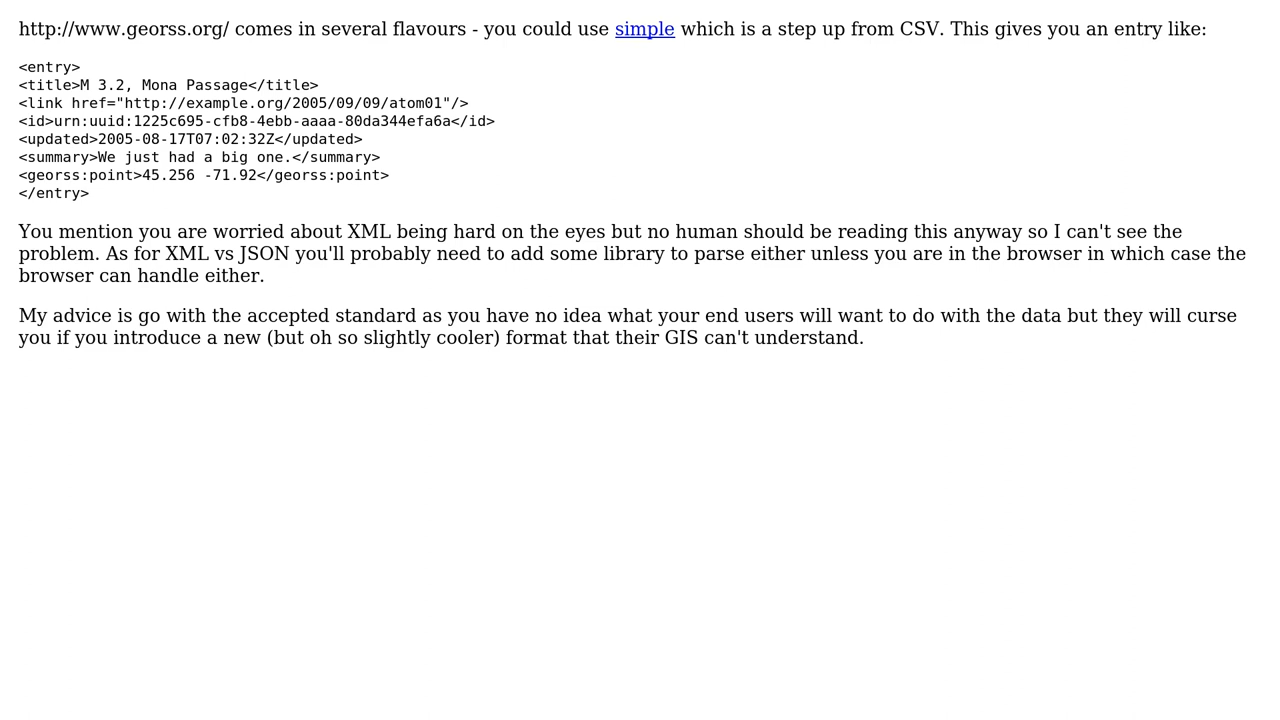 http://www.georss.org/ comes in several flavours - you could use simple which is a step up from CSV. This gives you an entry like:
<entry>
<title>M 3.2, Mona Passage</title>
<link href="http://example.org/2005/09/09/atom01"/>
<id>urn:uuid:1225c695-cfb8-4ebb-aaaa-80da344efa6a</id>
<updated>2005-08-17T07:02:32Z</updated>
<summary>We just had a big one.</summary>
<georss:point>45.256 -71.92</georss:point>
</entry>
You mention you are worried about XML being hard on the eyes but no human should be reading this anyway so I can't see the
problem. As for XML vs JSON you'll probably need to add some library to parse either unless you are in the browser in which case the
browser can handle either.
My advice is go with the accepted standard as you have no idea what your end users will want to do with the data but they will curse
you if you introduce a new (but oh so slightly cooler) format that their GIS can't understand.